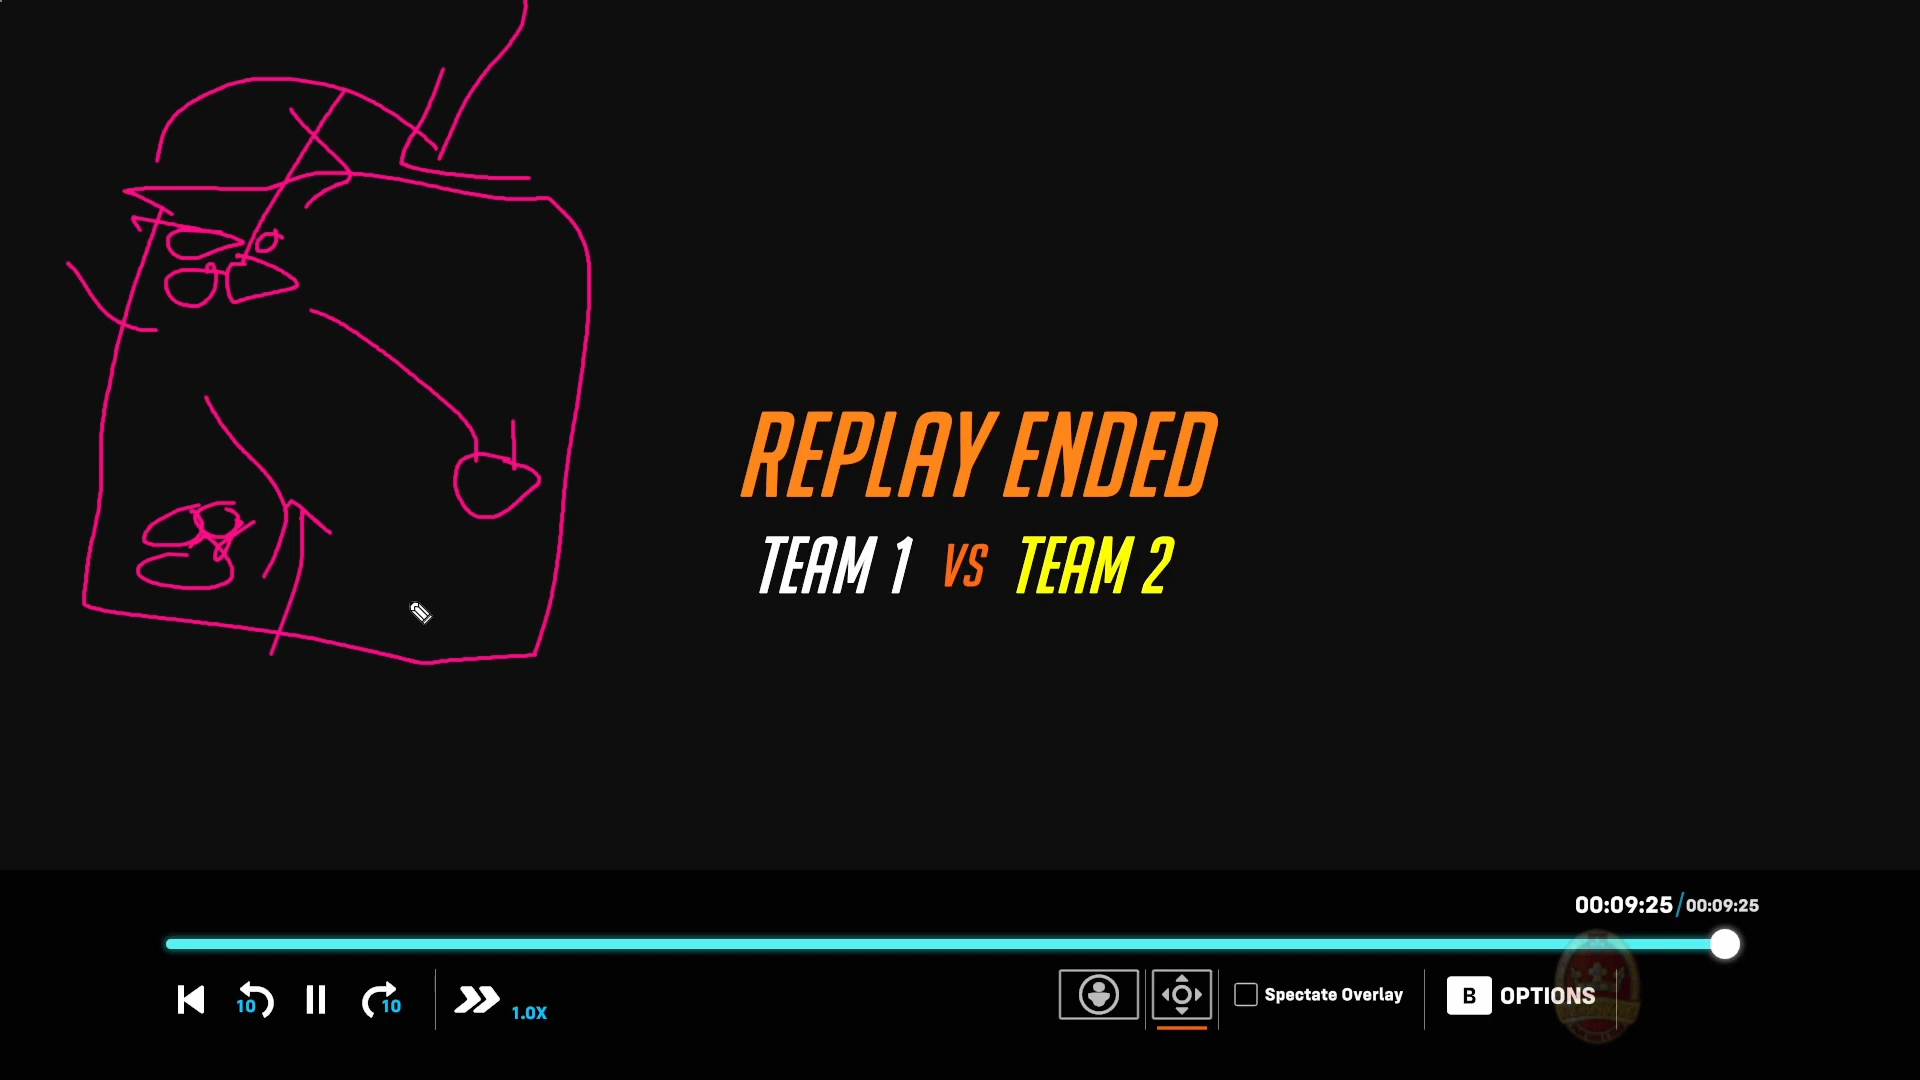 REPLAY ENDED
TEAM 1 VS TEAM 2
00:09:25/00:09:25
10
10
1.0X
Spectate Overlay
B OPTIONS